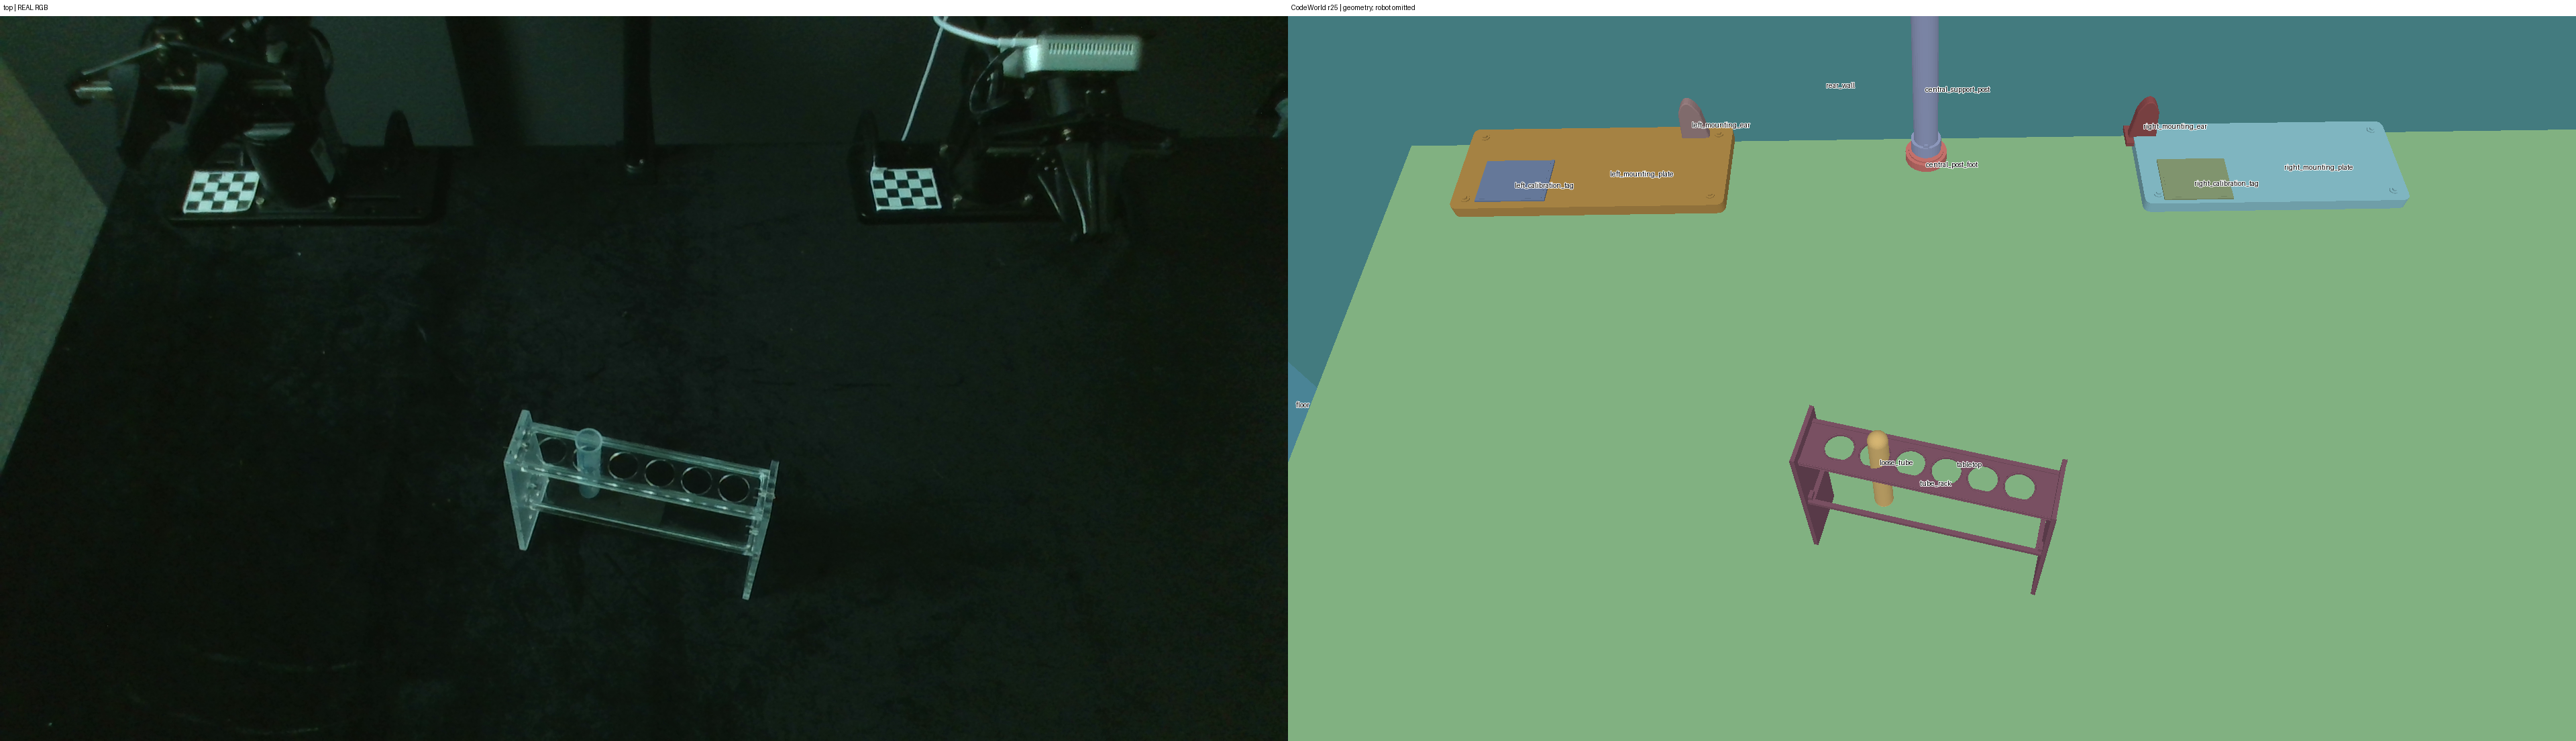 top | REAL RGB
CodeWorld r25 | geometry; robot omitted
rear_wall
central_support_post
left_mounting_ear
right_mounting_ear
central_post_foot
left_mounting_plate
right_mounting_plate
left_calibration_tag
right_calibration_tag
floor
loose_tube
tabletop
tube_rack